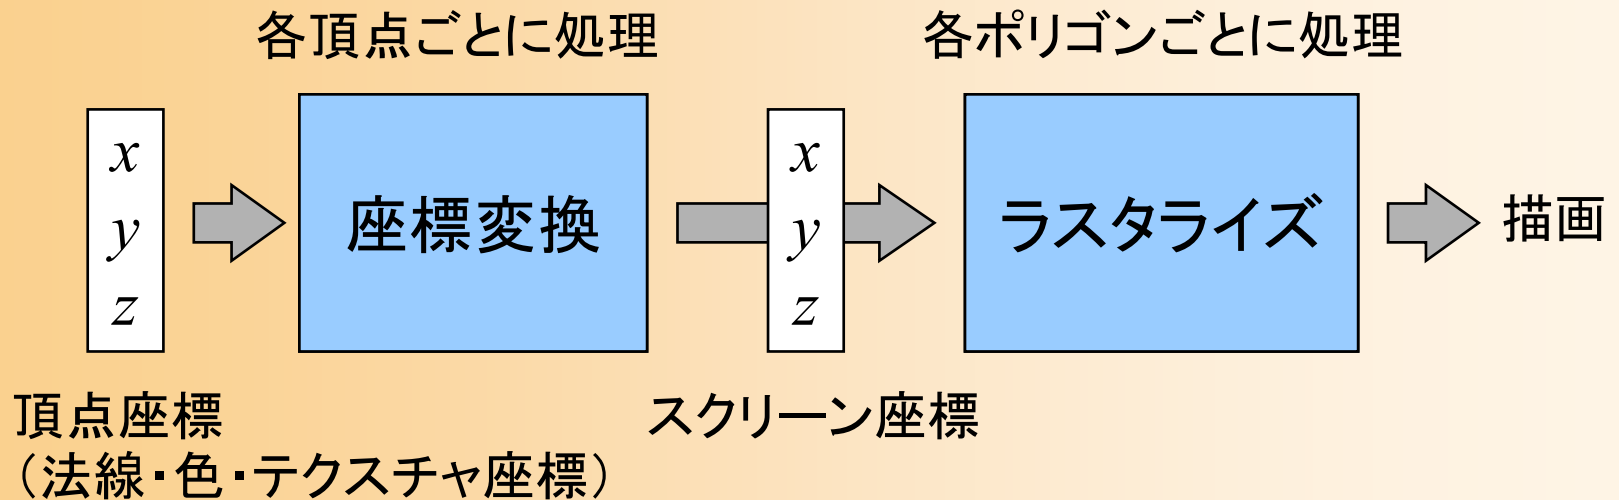 各頂点ごとに処理
各ポリゴンごとに処理
x
y
z
座標変換
x
y
z
ラスタライズ
描画
頂点座標
（法線・色・テクスチャ座標）
スクリーン座標